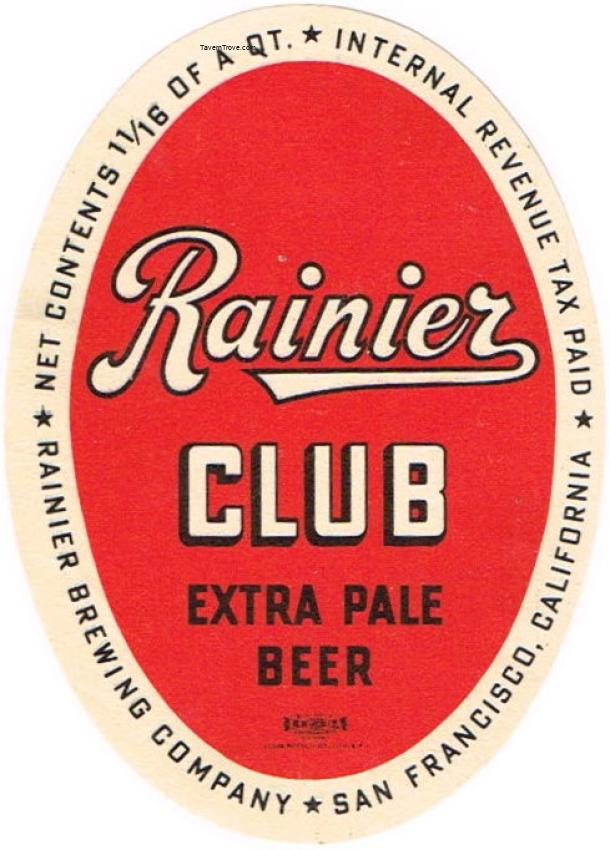 TavernTrove.com
NET CONTENTS 11/16 OF A QT. ★ INTERNAL REVENUE TAX PAID ★
Rainier
CLUB
EXTRA PALE
BEER
★ RAINIER BREWING COMPANY ★ SAN FRANCISCO, CALIFORNIA